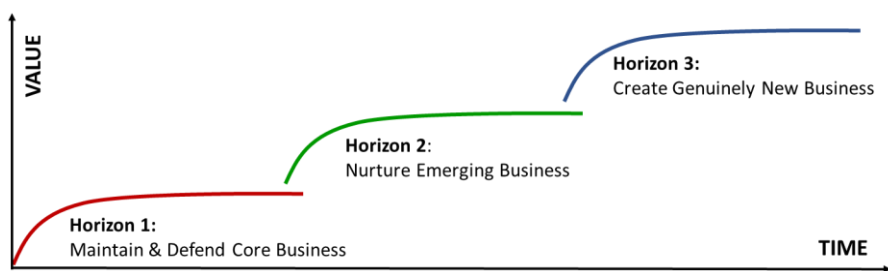 VALUE
Horizon 3:
Create Genuinely New Business
Horizon 2:
Nurture Emerging Business
Horizon 1:
Maintain & Defend Core Business
TIME